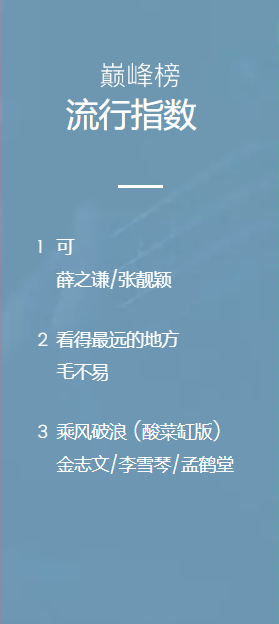 巅峰榜
流行指数
1 可
薛之谦/张靓颖
2 看得最远的地方
毛不易
3 乘风破浪（酸菜缸版）
金志文/李雪琴/孟鹤堂